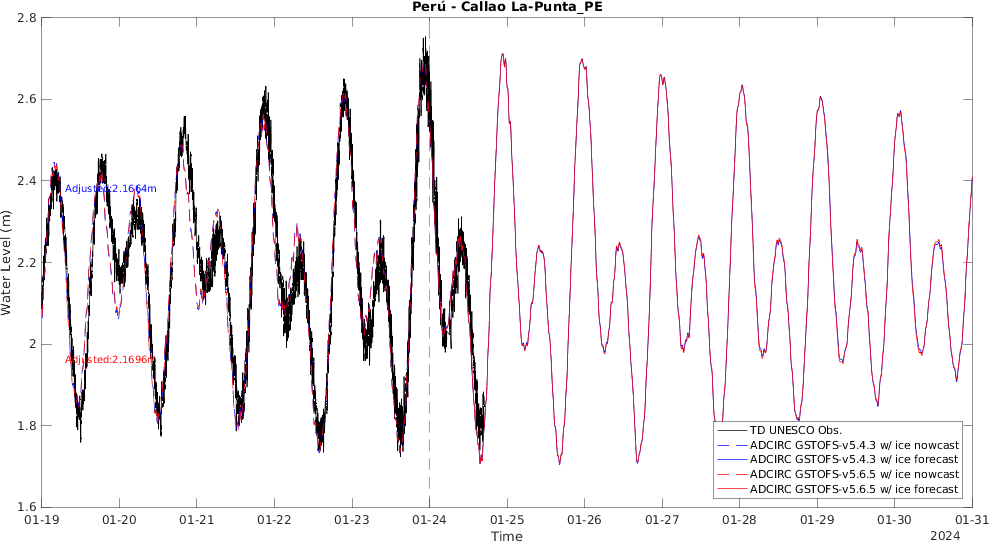 Perú - Callao La-Punta_PE
2.8
2.6
2.4
2.2
2
1.8
1.6
Water Level (m)
Adjusted:2.1664m
Adjusted:2.1696m
TD UNESCO Obs.
ADCIRC GSTOFS-v5.4.3 w/ ice nowcast
ADCIRC GSTOFS-v5.4.3 w/ ice forecast
ADCIRC GSTOFS-v5.6.5 w/ ice nowcast
ADCIRC GSTOFS-v5.6.5 w/ ice forecast
01-19 01-20 01-21 01-22 01-23 01-24 01-25 01-26 01-27 01-28 01-29 01-30 01-31
Time
2024